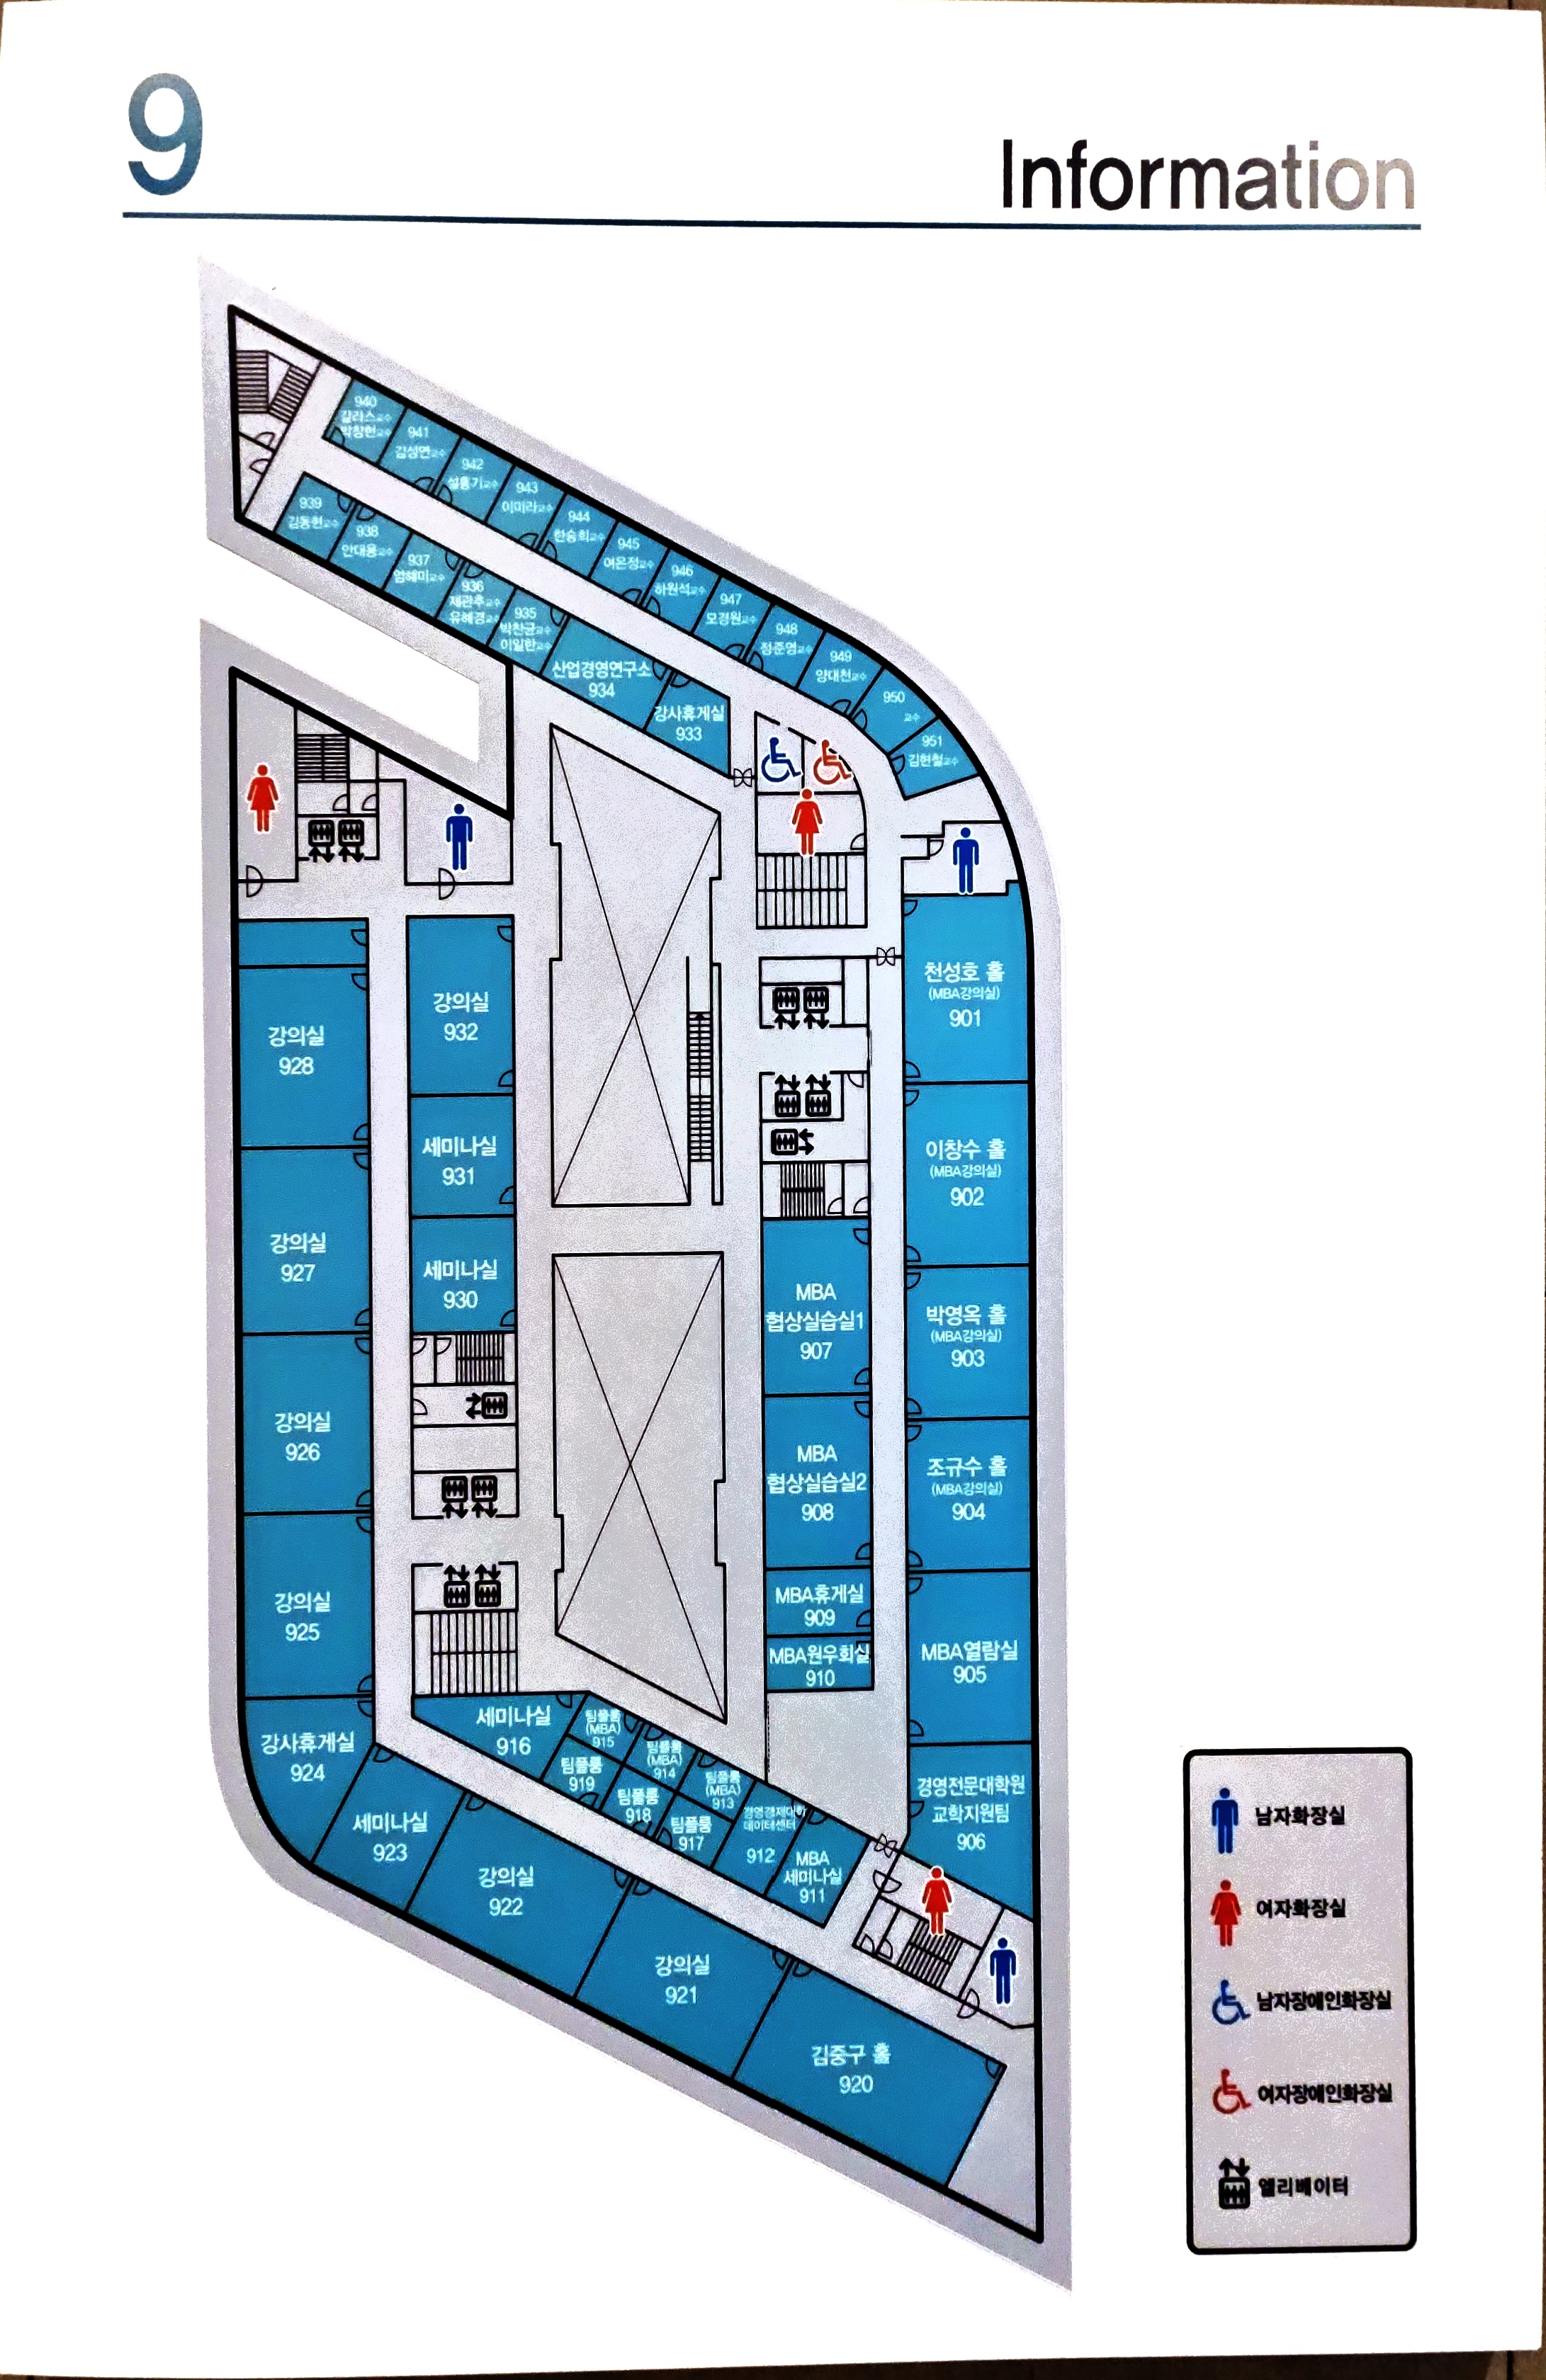 9
Information
940
길라스교수
박창헌교수
941
김성연교수
942
설홍기교수
943
이미라교수
944
한승희교수
945
여은정교수
946
하원석교수
947
모경원교수
948
정준영교수
949
양대천교수
950
교수
951
김현철교수
939
김동현교수
938
안대용교수
937
엄혜미교수
936
유혜경교수
935
박찬균교수
이일한교수
산업경영연구소
934
강사휴게실
933
천성호 홀
(MBA강의실)
901
이창수 홀
(MBA강의실)
902
박영옥 홀
(MBA강의실)
903
조규수 홀
(MBA강의실)
904
MBA열람실
905
경영전문대학원
교학지원팀
906
MBA
협상실습실1
907
MBA
협상실습실2
908
MBA휴게실
909
MBA원우회실
910
강의실
928
강의실
927
강의실
926
강의실
925
강사휴게실
924
강의실
932
세미나실
931
세미나실
930
세미나실
916
팀플룸
(MBA)
915
팀플룸
(MBA)
914
팀플룸
(MBA)
913
팀플룸
919
팀플룸
918
팀플룸
917
경영경제대학
데이터센터
912
MBA
세미나실
911
세미나실
923
강의실
922
강의실
921
김중구 홀
920
남자화장실
여자화장실
남자장애인화장실
여자장애인화장실
엘리베이터